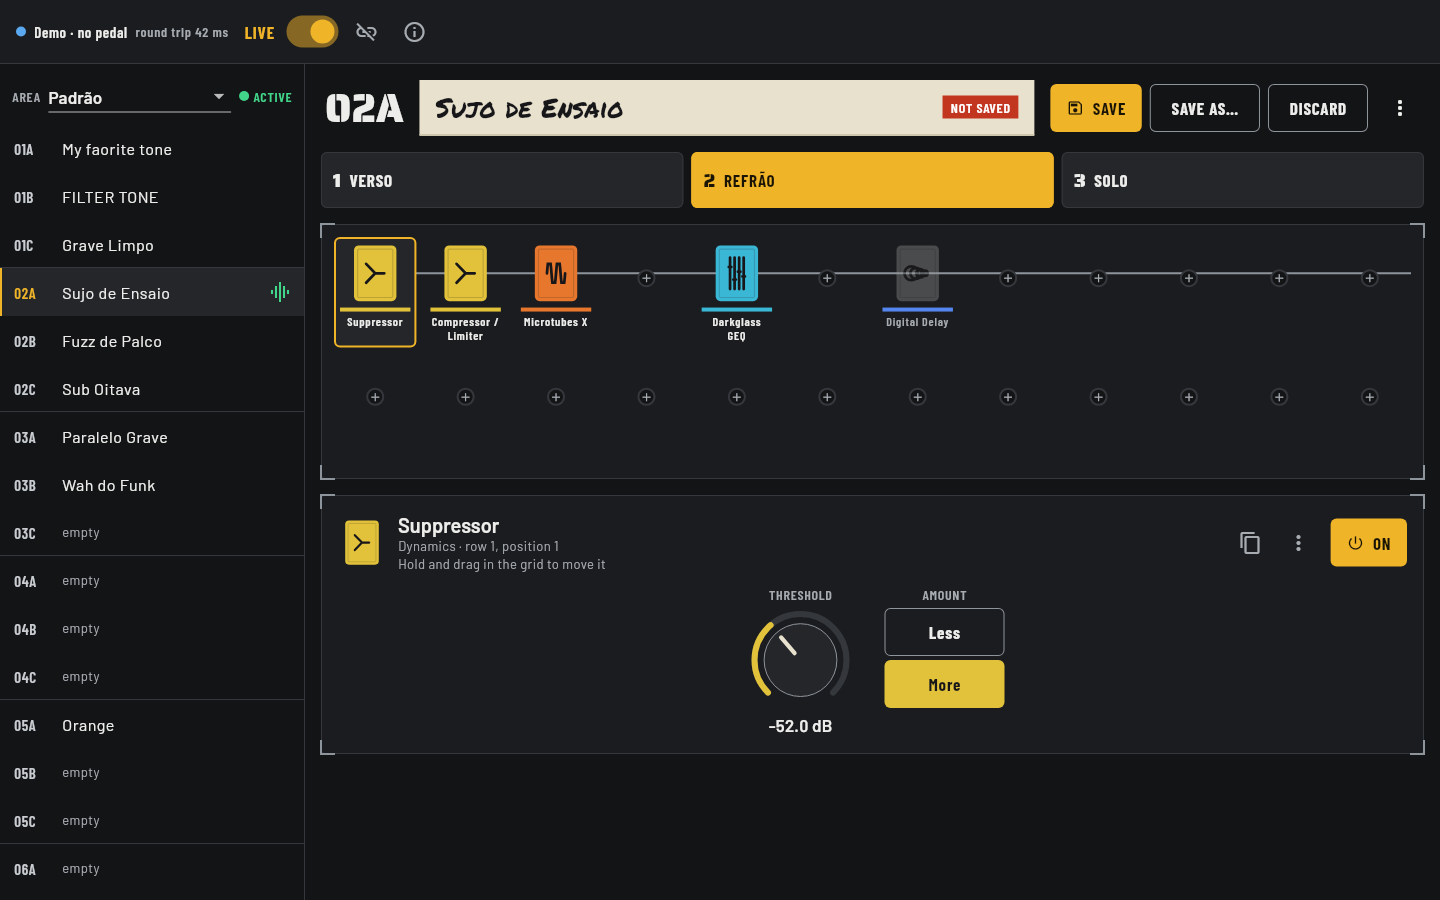 Demo · no pedal round trip 42 ms LIVE
AREA Padrão ACTIVE
01A My faorite tone
01B FILTER TONE
01C Grave Limpo
02A Sujo de Ensaio
02B Fuzz de Palco
02C Sub Oitava
03A Paralelo Grave
03B Wah do Funk
03C empty
04A empty
04B empty
04C empty
05A Orange
05B empty
05C empty
06A empty
02A Sujo de Ensaio NOT SAVED SAVE SAVE AS... DISCARD
1 VERSO 2 REFRÃO 3 SOLO
Suppressor Compressor / Microtubes X Darkglass Digital Delay
Limiter GEQ
Suppressor
Dynamics · row 1, position 1
Hold and drag in the grid to move it
ON
THRESHOLD AMOUNT
Less
More
-52.0 dB